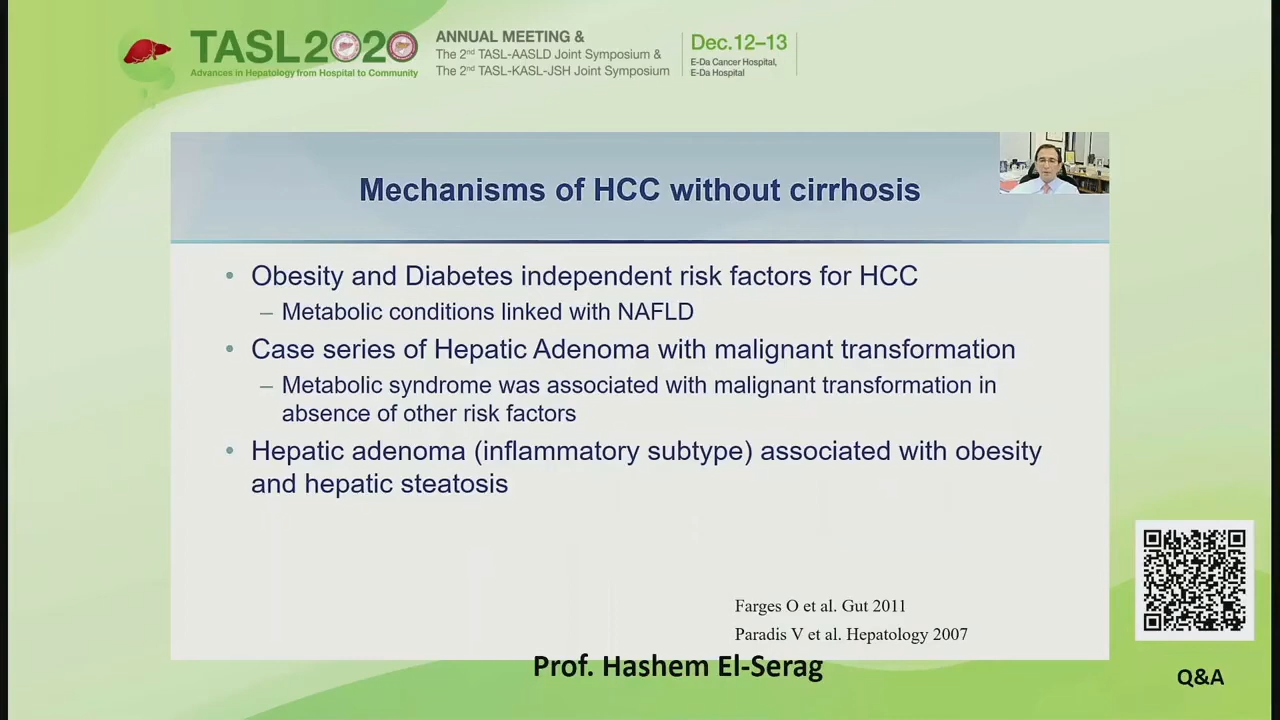 TASL2020
Advances in Hepatology from Hospital to Community
ANNUAL MEETING &
The 2nd TASL-AASLD Joint Symposium &
The 2nd TASL-KASL-JSH Joint Symposium
Dec.12–13
E-Da Cancer Hospital,
E-Da Hospital
Mechanisms of HCC without cirrhosis
• Obesity and Diabetes independent risk factors for HCC
– Metabolic conditions linked with NAFLD
• Case series of Hepatic Adenoma with malignant transformation
– Metabolic syndrome was associated with malignant transformation in
absence of other risk factors
• Hepatic adenoma (inflammatory subtype) associated with obesity
and hepatic steatosis
Farges O et al. Gut 2011
Paradis V et al. Hepatology 2007
Prof. Hashem El-Serag
Q&A